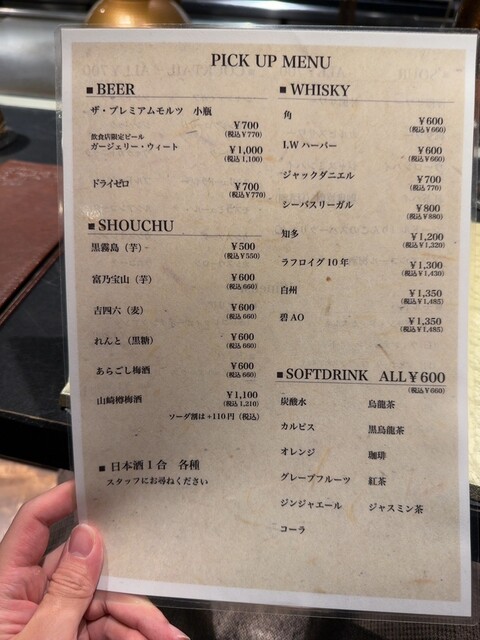 PICK UP MENU
■ BEER
ザ・プレミアムモルツ 小瓶
¥700
(税込¥770)
飲食店限定ビール
ガージェリー・ウィート ¥1,000
(税込1,100)
ドライゼロ ¥700
(税込¥770)
■ SHOUCHU
黒霧島(芋) ¥500
(税込¥550)
富乃宝山(芋) ¥600
(税込660)
吉四六(麦) ¥600
(税込660)
れんと(黒糖) ¥600
(税込660)
あらごし梅酒 ¥600
(税込660)
山崎樽梅酒 ¥1,100
(税込1,210)
ソーダ割は+110円(税込)
■ 日本酒1合 各種
スタッフにお尋ねください
■ WHISKY
角 ¥600
(税込¥660)
I.Wハーパー ¥600
(税込¥660)
ジャックダニエル ¥700
(税込770)
シーバスリーガル ¥800
(税込¥880)
知多 ¥1,200
(税込¥1,320)
ラフロイグ10年 ¥1,300
(税込¥1,430)
白州 ¥1,350
(税込¥1,485)
碧AO ¥1,350
(税込¥1,485)
■ SOFTDRINK ALL¥600
(税込¥660)
炭酸水 烏龍茶
カルピス 黒烏龍茶
オレンジ 珈琲
グレープフルーツ 紅茶
ジンジャエール ジャスミン茶
コーラ